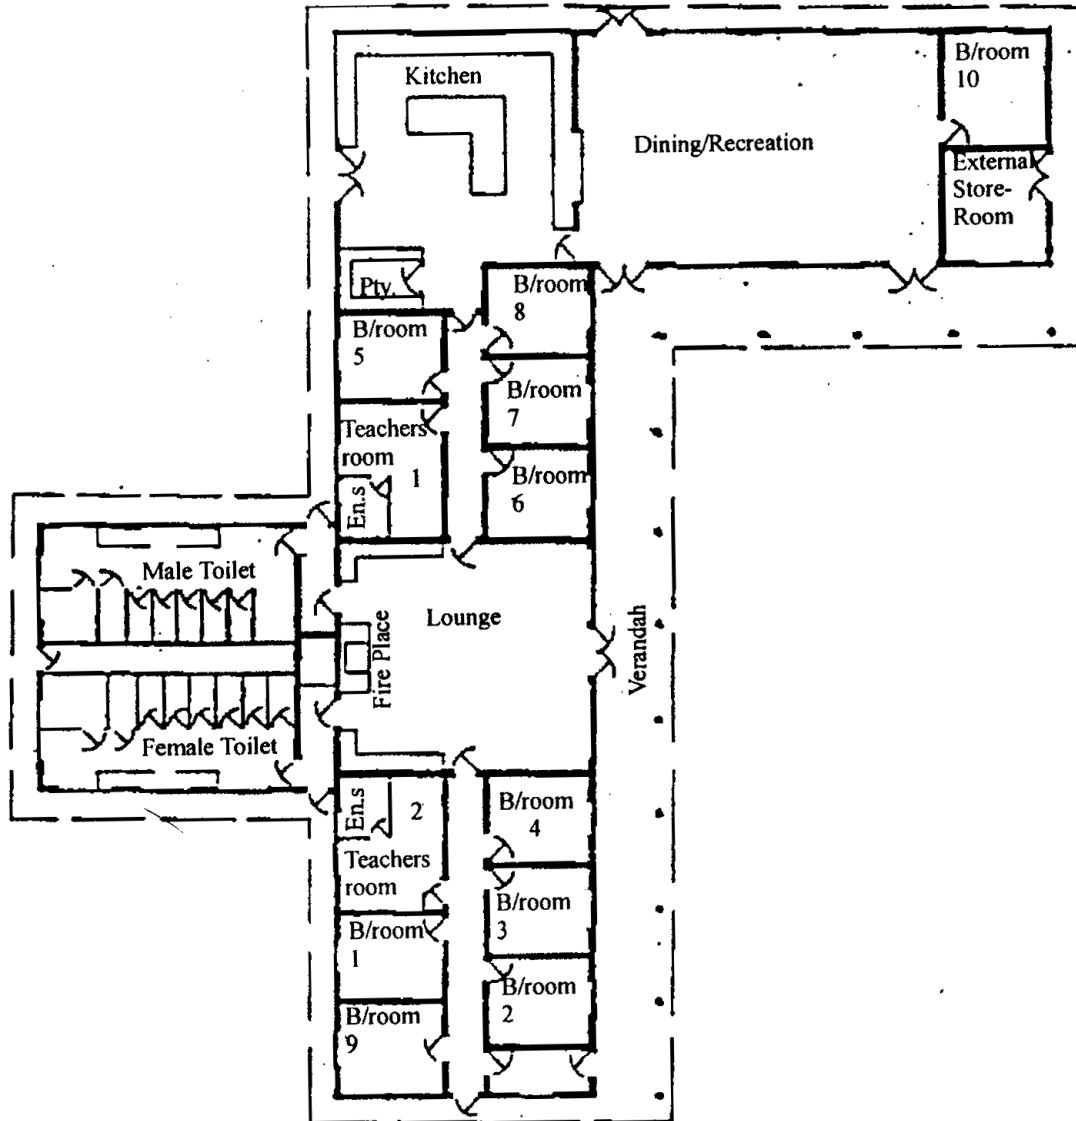 Kitchen
B/room
10
Dining/Recreation
External
Store-
Room
Pty.
B/room
8
B/room
5
B/room
7
Teachers
room
1
En.s
B/room
6
Male Toilet
Lounge
Fire Place
Verandah
Female Toilet
En.s
2
Teachers
room
B/room
4
B/room
3
B/room
1
B/room
2
B/room
9